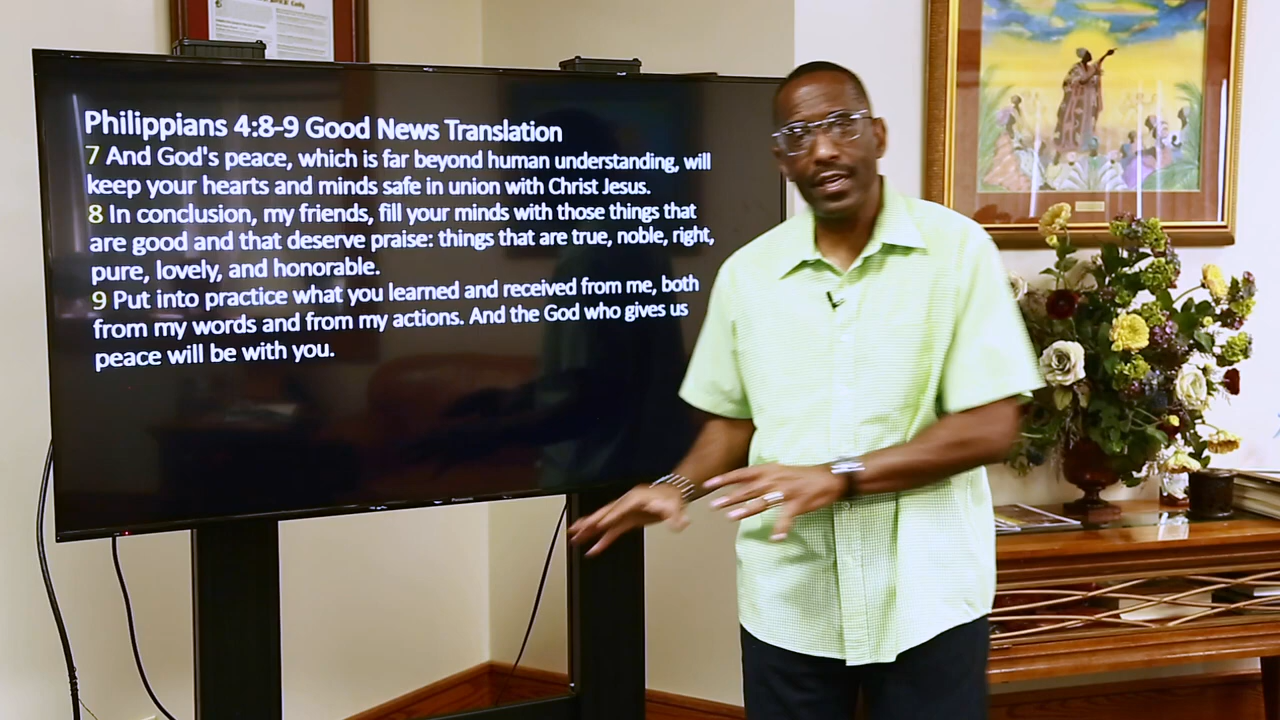 Philippians 4:8-9 Good News Translation
7 And God's peace, which is far beyond human understanding, will
keep your hearts and minds safe in union with Christ Jesus.
8 In conclusion, my friends, fill your minds with those things that
are good and that deserve praise: things that are true, noble, right,
pure, lovely, and honorable.
9 Put into practice what you learned and received from me, both
from my words and from my actions. And the God who gives us
peace will be with you.